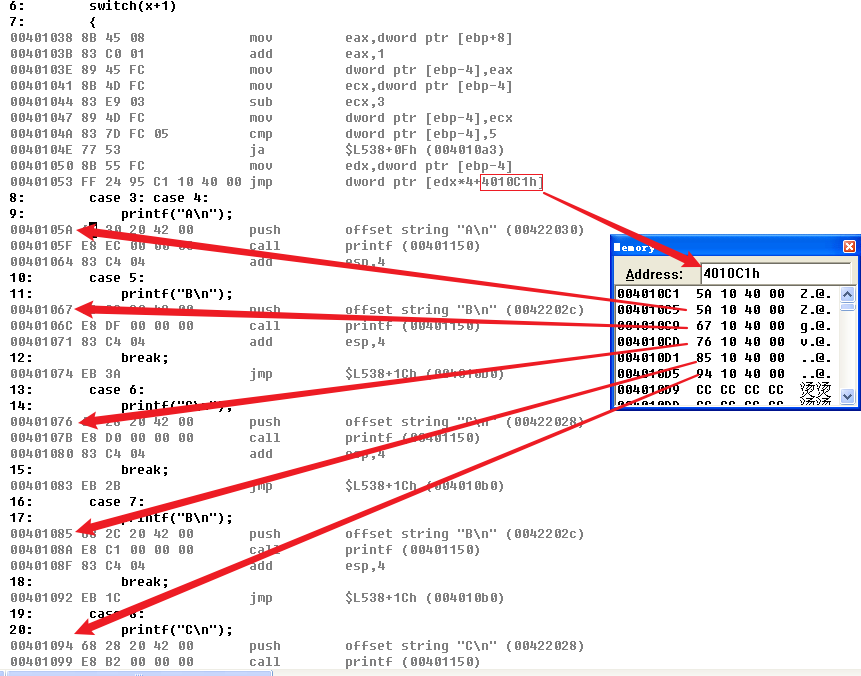 6: switch(x+1)
7: {
00401038 8B 45 08 mov eax,dword ptr [ebp+8]
0040103B 83 C0 01 add eax,1
0040103E 89 45 FC mov dword ptr [ebp-4],eax
00401041 8B 4D FC mov ecx,dword ptr [ebp-4]
00401044 83 E9 03 sub ecx,3
00401047 89 4D FC mov dword ptr [ebp-4],ecx
0040104A 83 7D FC 05 cmp dword ptr [ebp-4],5
0040104E 77 53 ja $L538+0Fh (004010a3)
00401050 8B 55 FC mov edx,dword ptr [ebp-4]
00401053 FF 24 95 C1 10 40 00 jmp dword ptr [edx*4+4010C1h]
8: case 3: case 4:
9: printf("A\n");
0040105A 20 42 00 push offset string "A\n" (00422030)
0040105F E8 EC 00 00 00 call printf (00401150)
00401064 83 C4 04 add esp,4
10: case 5:
11: printf("B\n");
00401067 20 42 00 push offset string "B\n" (0042202c)
0040106C E8 DF 00 00 00 call printf (00401150)
00401071 83 C4 04 add esp,4
12: break;
00401074 EB 3A jmp $L538+1Ch (004010b0)
13: case 6:
14: printf("C\n");
00401076 20 42 00 push offset string "C\n" (00422028)
0040107B E8 D0 00 00 00 call printf (00401150)
00401080 83 C4 04 add esp,4
15: break;
00401083 EB 2B jmp $L538+1Ch (004010b0)
16: case 7:
17: printf("B\n");
00401085 68 2C 20 42 00 push offset string "B\n" (0042202c)
0040108A E8 C1 00 00 00 call printf (00401150)
0040108F 83 C4 04 add esp,4
18: break;
00401092 EB 1C jmp $L538+1Ch (004010b0)
19: case 8:
20: printf("C\n");
00401094 68 28 20 42 00 push offset string "C\n" (00422028)
00401099 E8 B2 00 00 00 call printf (00401150)
Memory
Address: 4010C1h
004010C1 5A 10 40 00 Z.@.
004010C5 5A 10 40 00 Z.@.
004010C9 67 10 40 00 g.@.
004010CD 76 10 40 00 v.@.
004010D1 85 10 40 00 ..@.
004010D5 94 10 40 00 ..@.
004010D9 CC CC CC CC 烫烫
004010DD CC CC CC CC 烫烫